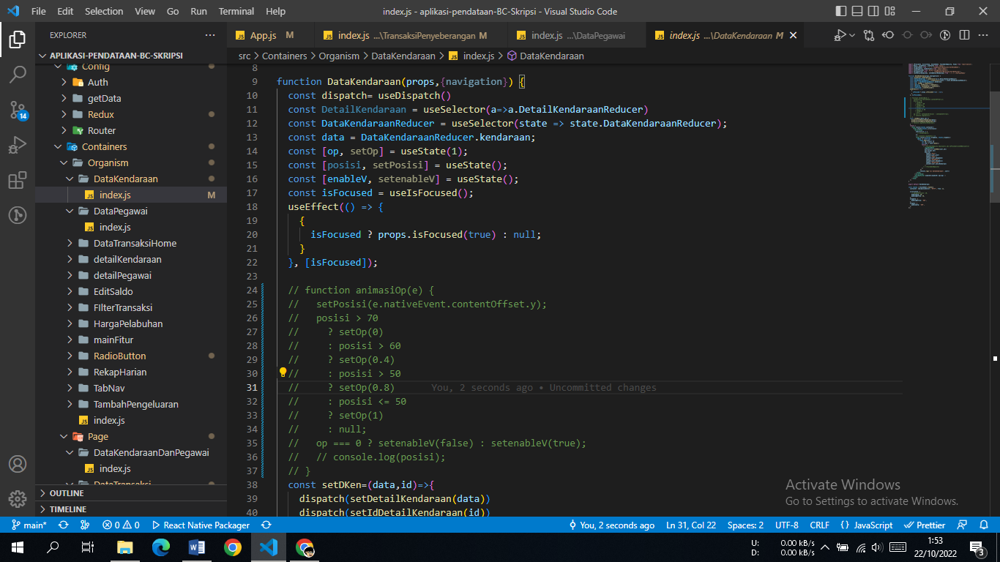 File Edit Selection View Go Run Terminal Help
index.js - aplikasi-pendataan-BC-Skripsi - Visual Studio Code
EXPLORER
APLIKASI-PENDATAAN-BC-SKRIPSI
Config
Auth
getData
Redux
Router
Containers
Organism
DataKendaraan
JS index.js M
DataPegawai
JS index.js
DataTransaksiHome
detailKendaraan
detailPegawai
EditSaldo
FIlterTransaksi
HargaPelabuhan
mainFitur
RadioButton
RekapHarian
TabNav
TambahPengeluaran
JS index.js
Page
DataKendaraanDanPegawai
JS index.js
DataTransaksi
OUTLINE
TIMELINE
14
JS App.js M
JS index.js ...\TransaksiPenyeberangan M
JS index.js ...\DataPegawai
JS index.js ...\DataKendaraan M
src > Containers > Organism > DataKendaraan > JS index.js > DataKendaraan
8
9 function DataKendaraan(props,{navigation}) {
10 const dispatch= useDispatch()
11 const DetailKendaraan = useSelector(a=>a.DetailKendaraanReducer)
12 const DataKendaraanReducer = useSelector(state => state.DataKendaraanReducer);
13 const data = DataKendaraanReducer.kendaraan;
14 const [op, setOp] = useState(1);
15 const [posisi, setPosisi] = useState();
16 const [enableV, setenableV] = useState();
17 const isFocused = useIsFocused();
18 useEffect(() => {
19 {
20 isFocused ? props.isFocused(true) : null;
21 }
22 }, [isFocused]);
23
24 // function animasiOp(e) {
25 // setPosisi(e.nativeEvent.contentOffset.y);
26 // posisi > 70
27 // ? setOp(0)
28 // : posisi > 60
29 // ? setOp(0.4)
30 // : posisi > 50
31 // ? setOp(0.8) You, 2 seconds ago • Uncommitted changes
32 // : posisi <= 50
33 // ? setOp(1)
34 // : null;
35 // op === 0 ? setenableV(false) : setenableV(true);
36 // // console.log(posisi);
37 // }
38 const setDKen=(data,id)=>{
39 dispatch(setDetailKendaraan(data))
40 dispatch(setIdDetailKendaraan(id))
Activate Windows
Go to Settings to activate Windows.
main* 0 0 React Native Packager You, 2 seconds ago Ln 31, Col 22 Spaces: 2 UTF-8 CRLF {} JavaScript Prettier
U: 0.00 kB/s
D: 0.00 kB/s
1:53
22/10/2022
3